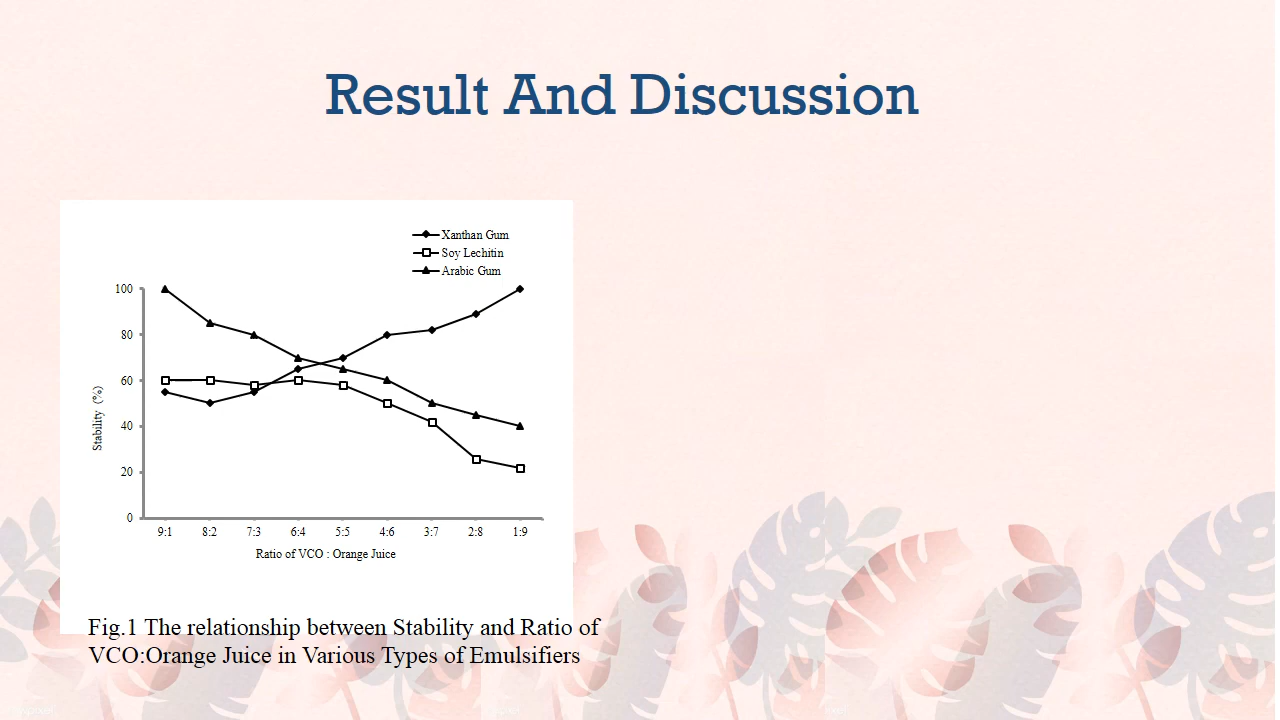 Result And Discussion
Xanthan Gum
Soy Lechitin
Arabic Gum
100
80
60
40
20
0
Stability (%)
9:1 8:2 7:3 6:4 5:5 4:6 3:7 2:8 1:9
Ratio of VCO : Orange Juice
Fig.1 The relationship between Stability and Ratio of
VCO:Orange Juice in Various Types of Emulsifiers